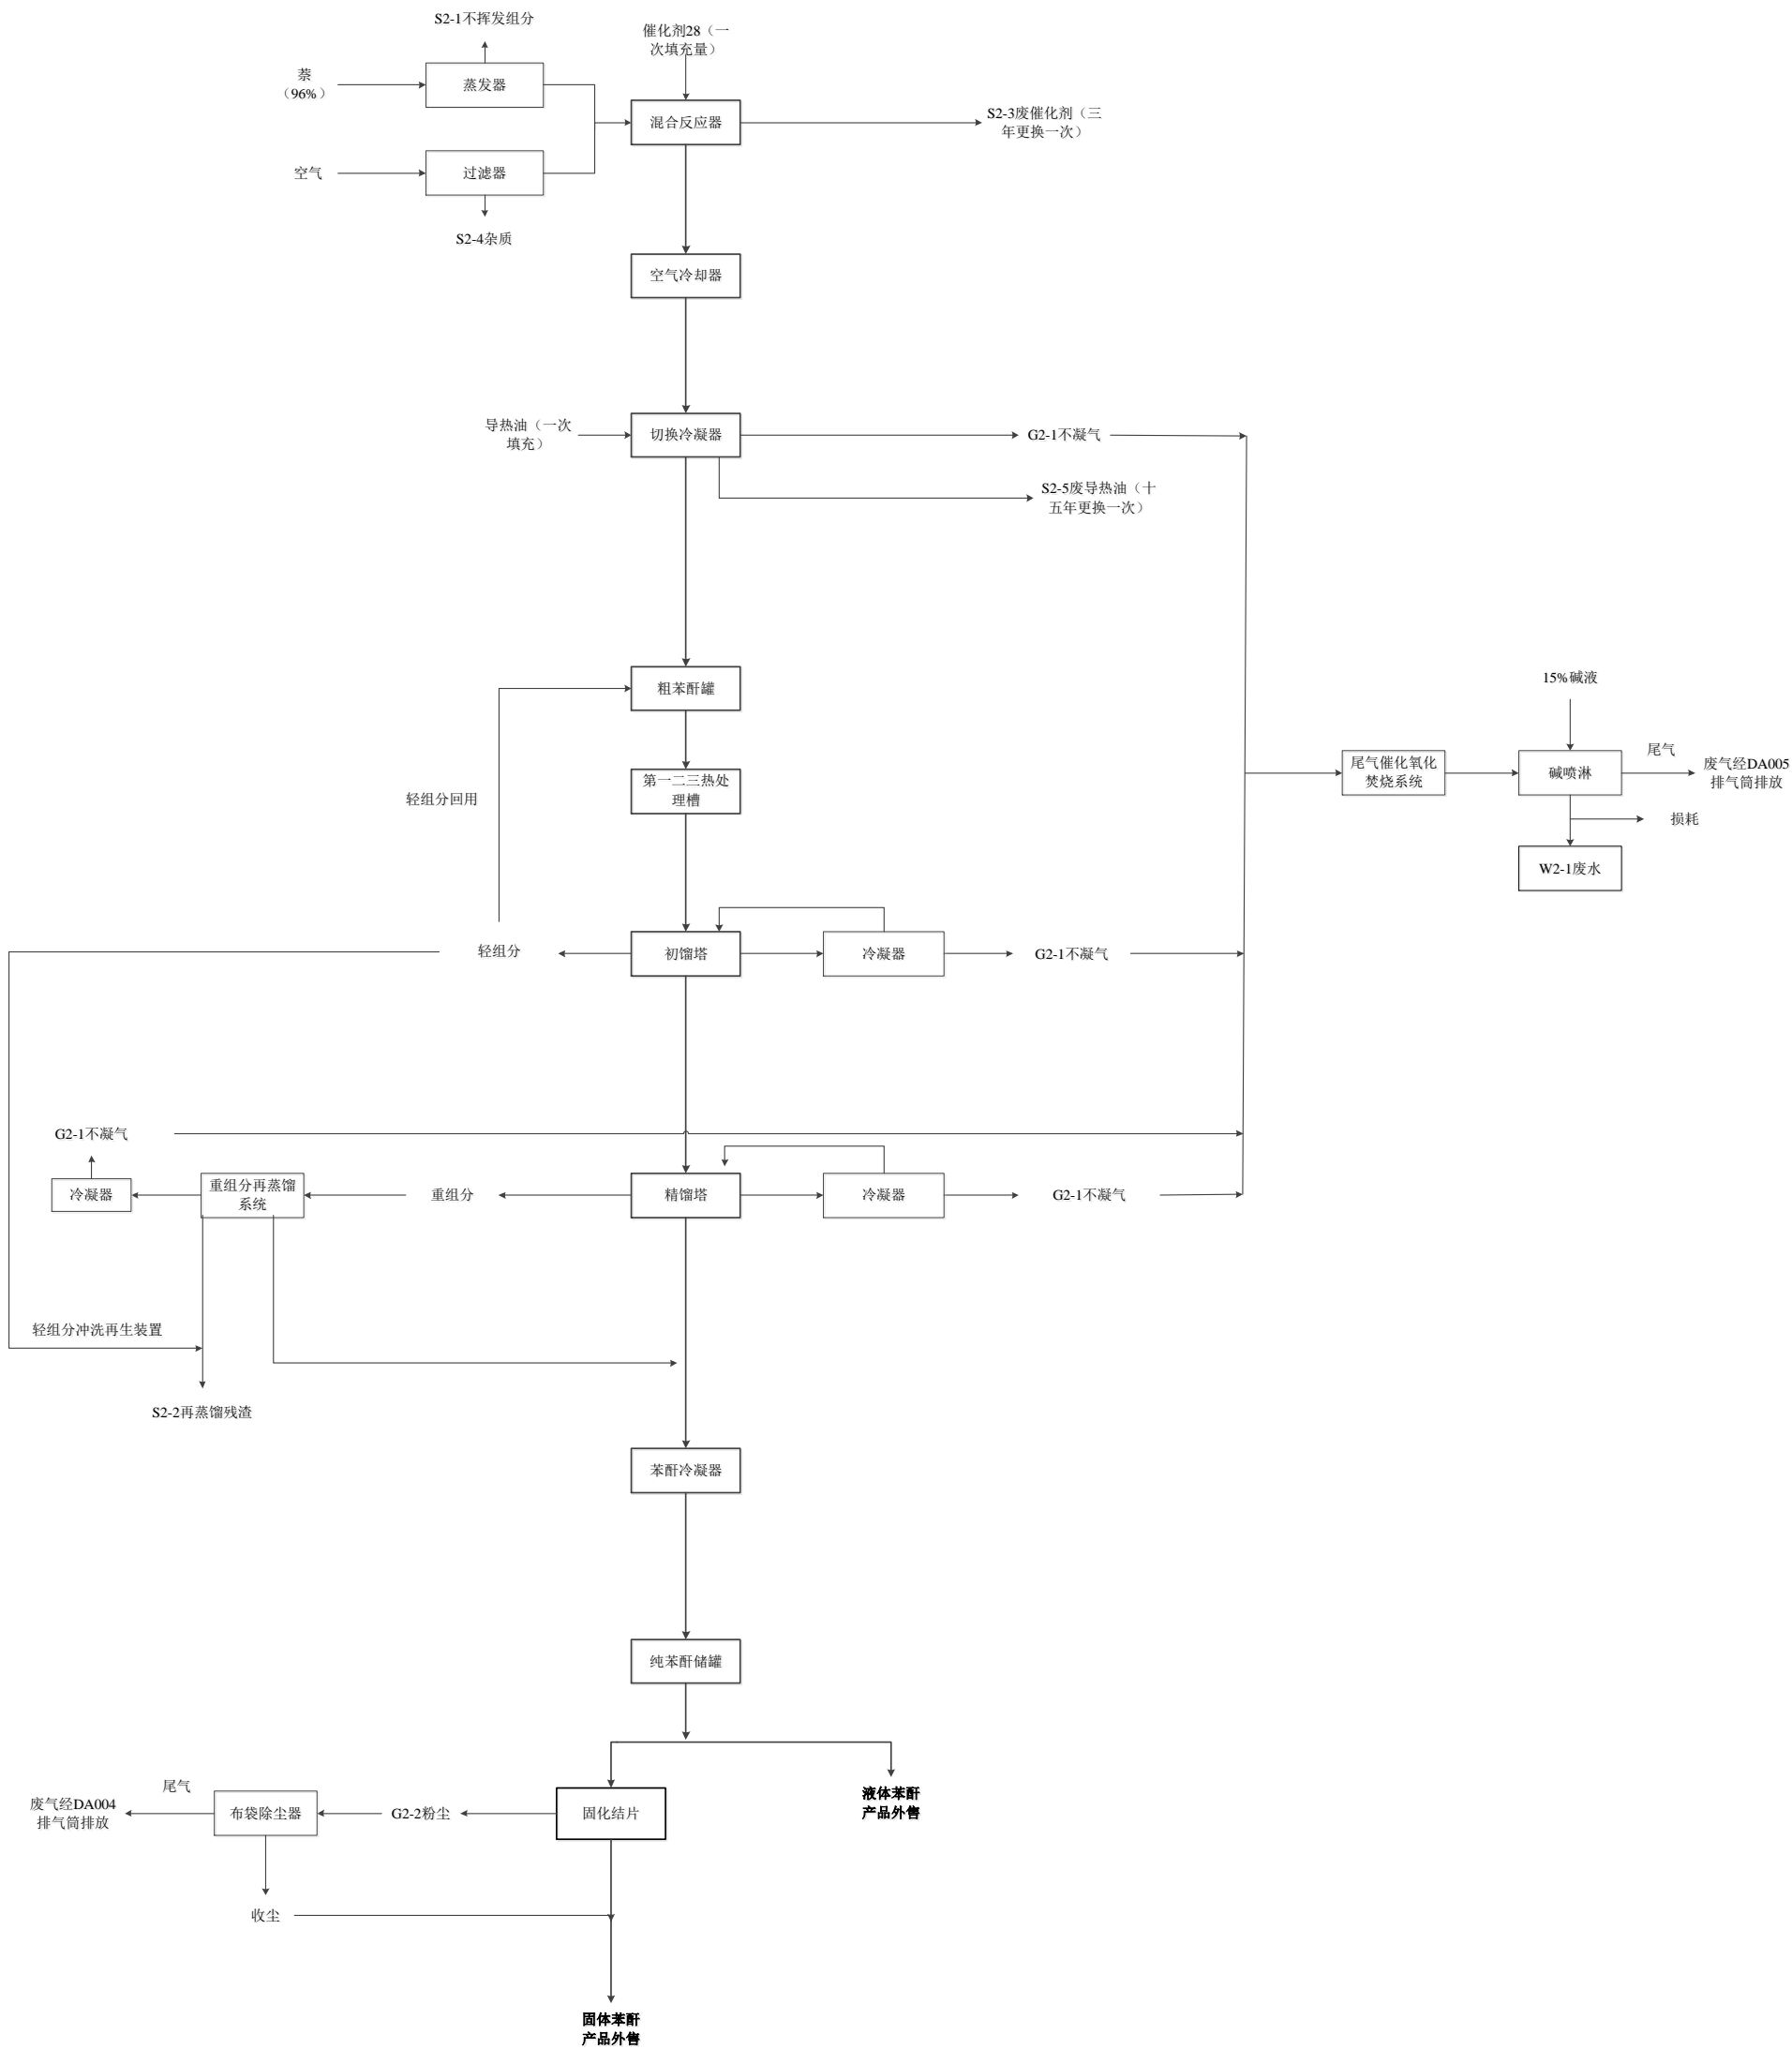 S2-1不挥发组分
催化剂28（一
次填充量）
萘
（96%）
蒸发器
混合反应器
S2-3废催化剂（三
年更换一次）
空气
过滤器
S2-4杂质
空气冷却器
导热油（一次
填充）
切换冷凝器
G2-1不凝气
S2-5废导热油（十
五年更换一次）
粗苯酐罐
15%碱液
轻组分回用
第一二三热处
理槽
尾气催化氧化
焚烧系统
碱喷淋
尾气
废气经DA005
排气筒排放
损耗
W2-1废水
轻组分
初馏塔
冷凝器
G2-1不凝气
G2-1不凝气
冷凝器
重组分再蒸馏
系统
重组分
精馏塔
冷凝器
G2-1不凝气
轻组分冲洗再生装置
S2-2再蒸馏残渣
苯酐冷凝器
纯苯酐储罐
尾气
废气经DA004
排气筒排放
布袋除尘器
G2-2粉尘
固化结片
液体苯酐
产品外售
收尘
固体苯酐
产品外售